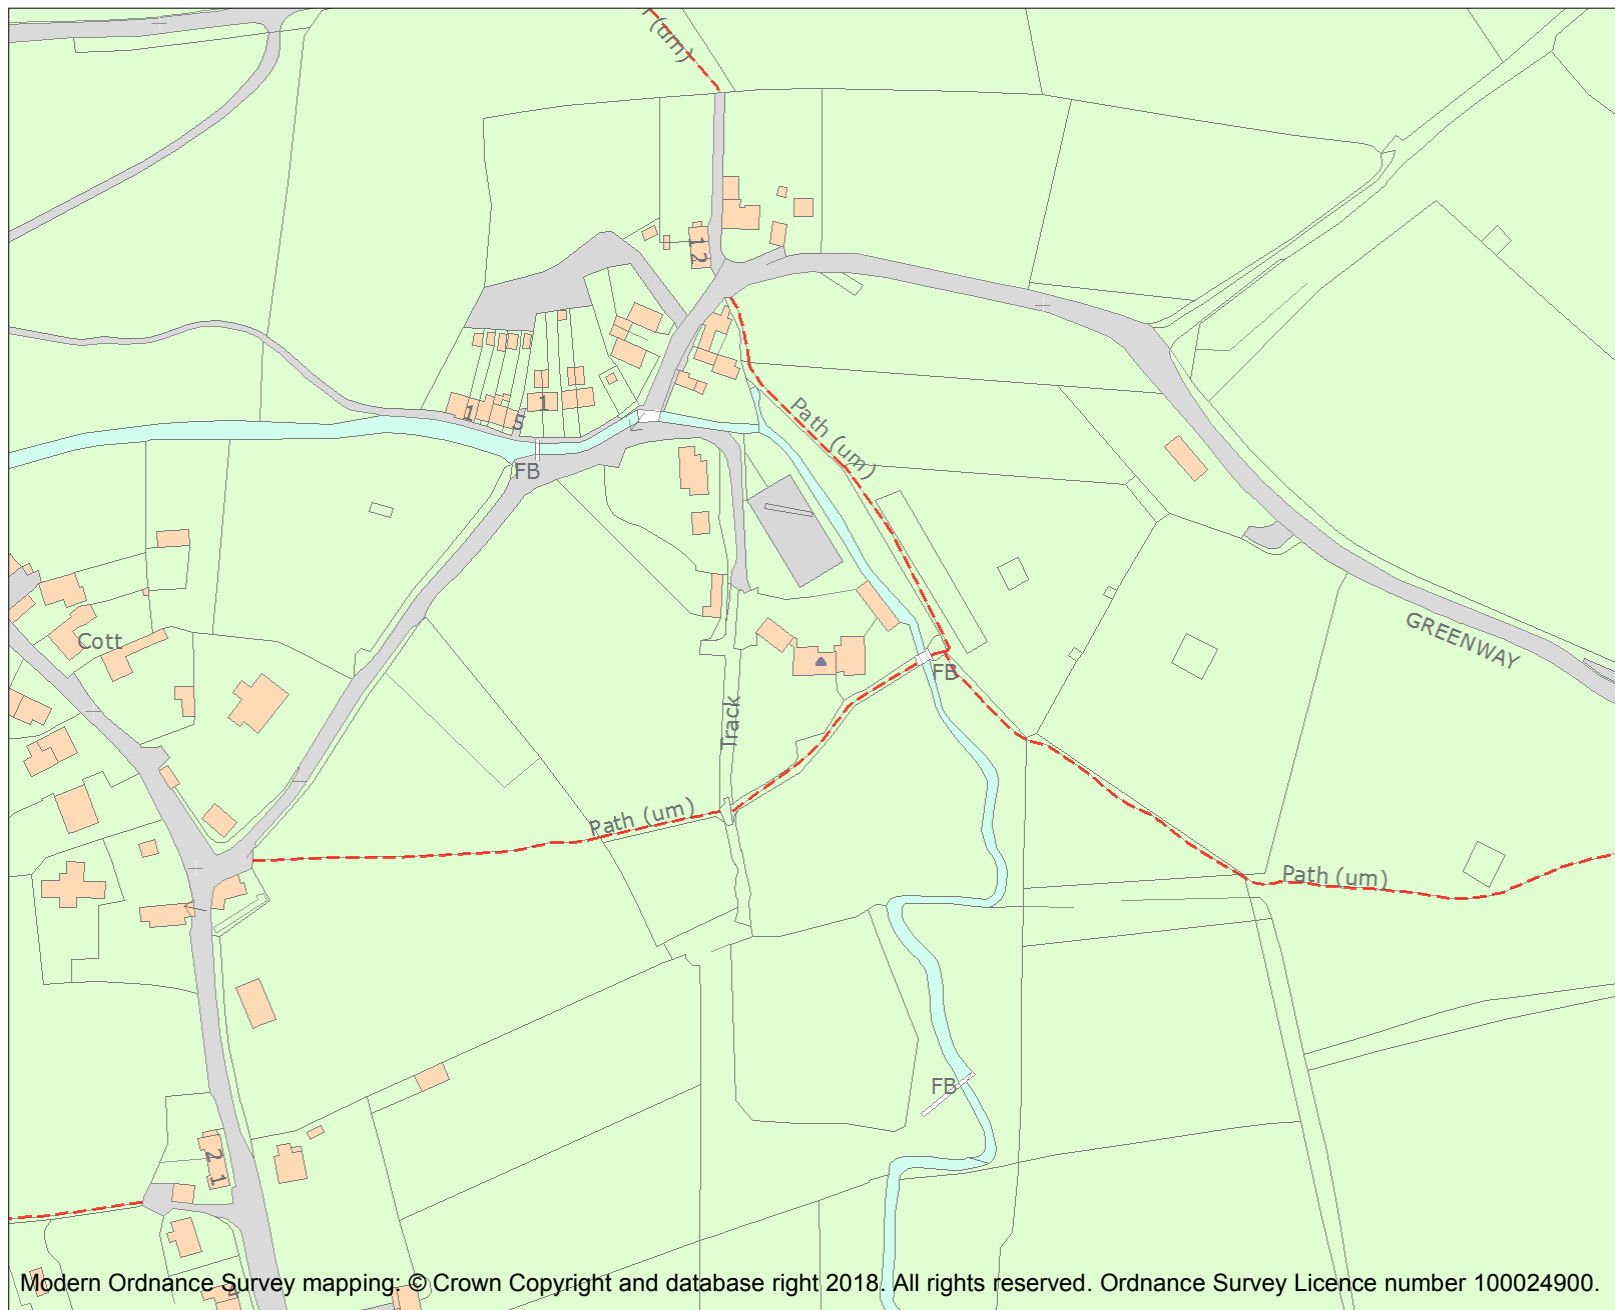 (um)
12
Path (um)
1
1
5
FB
GREENWAY
Cott
FB
Track
Path (um)
Path (um)
FB
2
1
Modern Ordnance Survey mapping: © Crown Copyright and database right 2018. All rights reserved. Ordnance Survey Licence number 100024900.